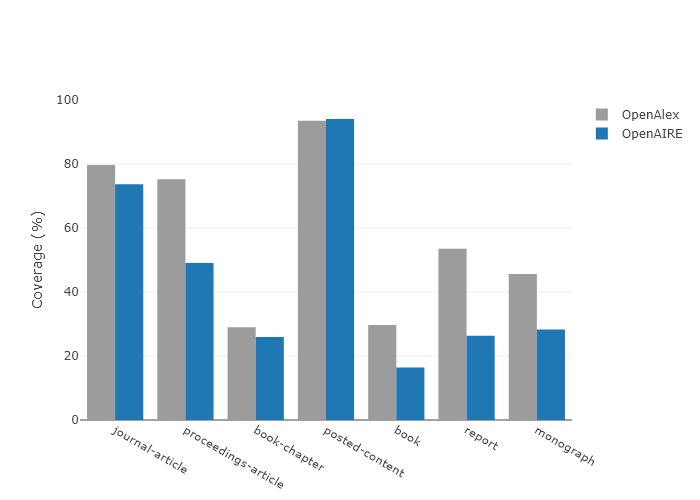 100
80
60
40
20
0
Coverage (%)
journal-article
proceedings-article
book-chapter
posted-content
book
report
monograph
OpenAlex
OpenAIRE